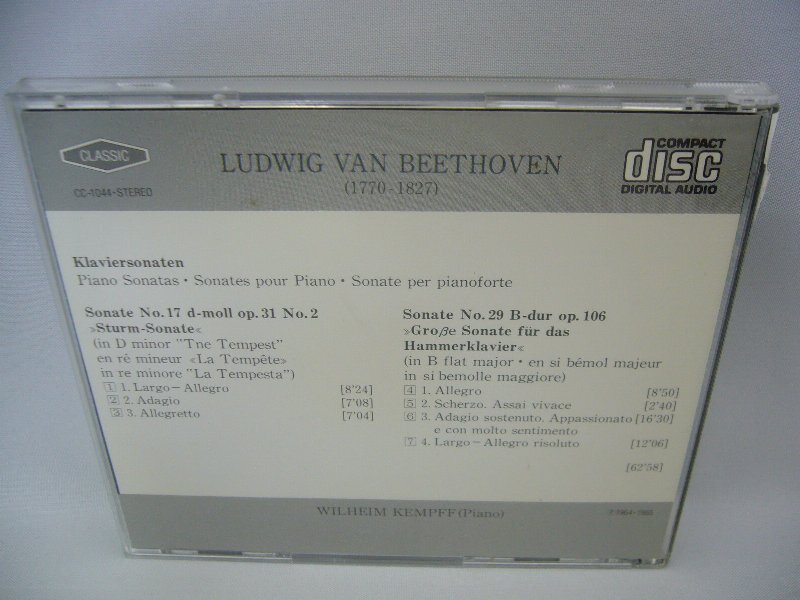 CLASSIC
CC-1044-STEREO
LUDWIG VAN BEETHOVEN
(1770-1827)
COMPACT
disc
DIGITAL AUDIO
Klaviersonaten
Piano Sonatas · Sonates pour Piano · Sonate per pianoforte
Sonate No.17 d-moll op.31 No.2
»Sturm-Sonate«
(in D minor "Tne Tempest"
en ré mineur «La Tempête»
in re minore "La Tempesta")
1 1. Largo–Allegro [8'24]
2 2. Adagio [7'08]
3 3. Allegretto [7'04]
Sonate No.29 B-dur op.106
»Groβe Sonate für das
Hammerklavier«
(in B flat major · en si bémol majeur
in si bemolle maggiore)
4 1. Allegro [8'50]
5 2. Scherzo. Assai vivace [2'40]
6 3. Adagio sostenuto. Appassionato [16'30]
e con molto sentimento
7 4. Largo–Allegro risoluto [12'06]
[62'58]
WILHEIM KEMPFF(Piano)